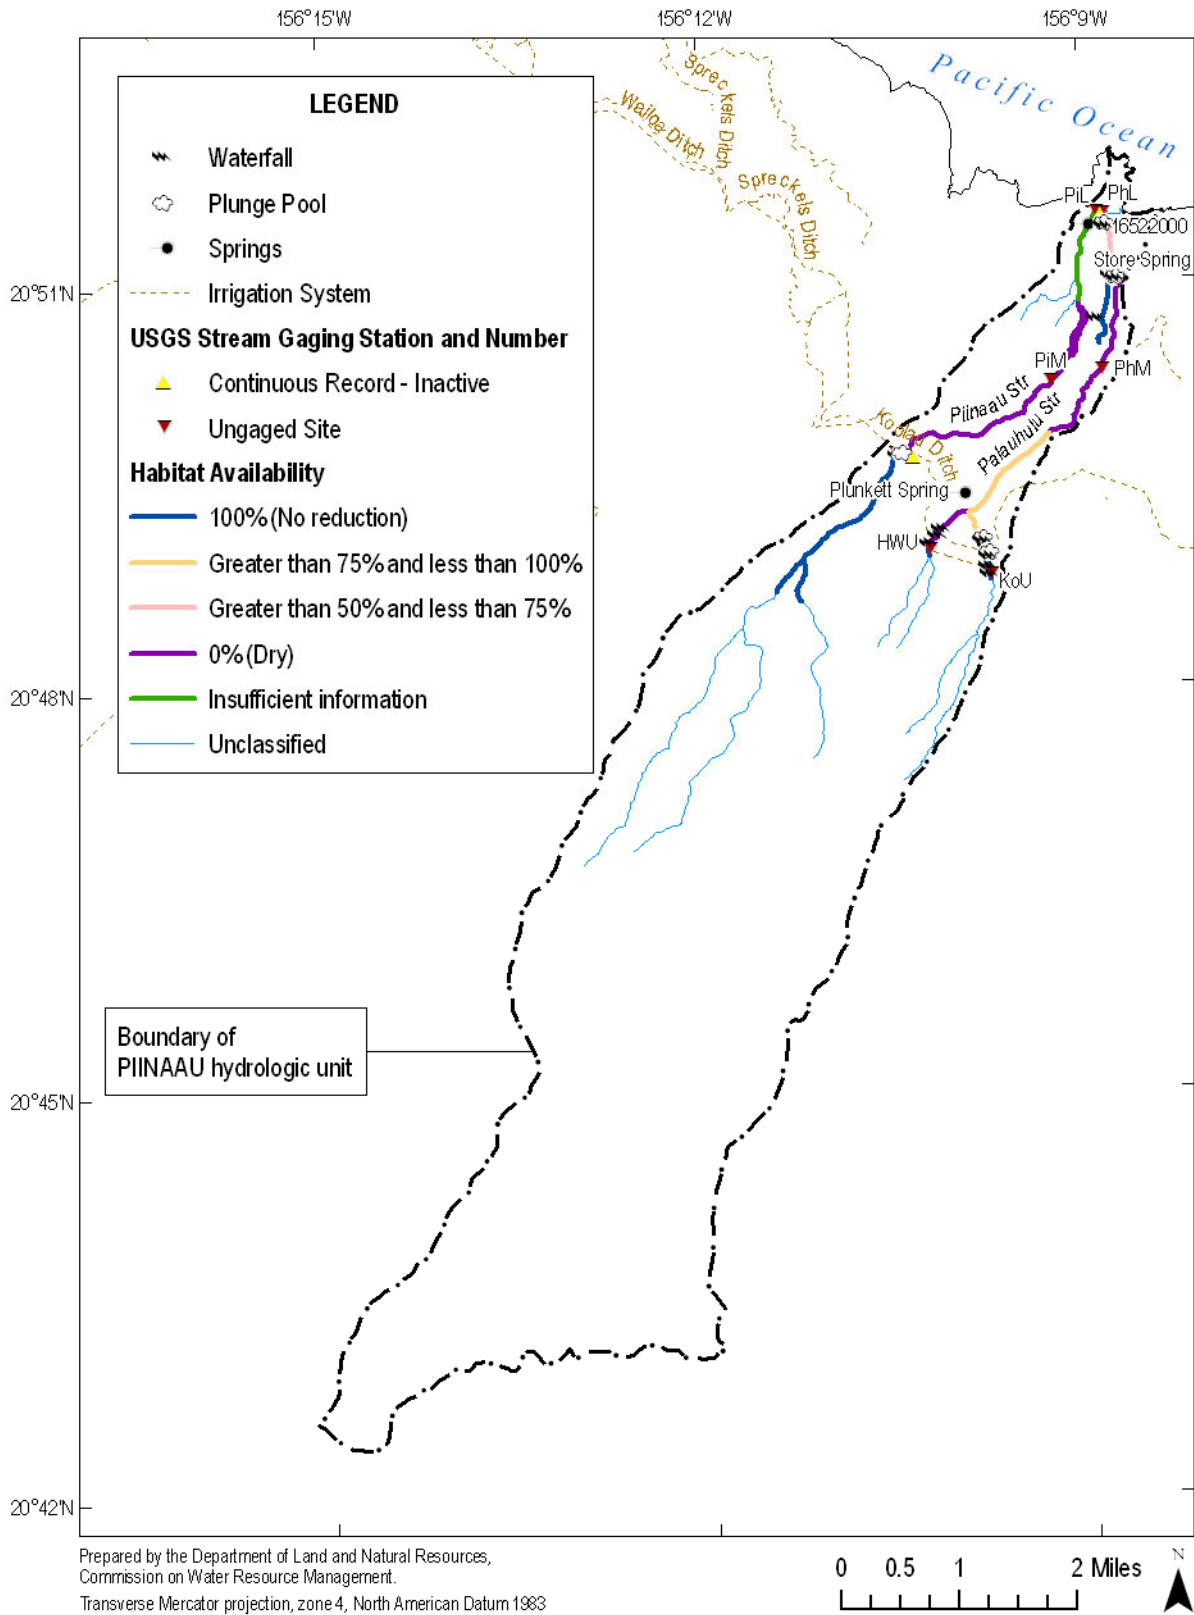 156°15'W
156°12'W
156°9'W
Pacific Ocean
LEGEND
Waterfall
Plunge Pool
Springs
Irrigation System
USGS Stream Gaging Station and Number
Continuous Record - Inactive
Ungaged Site
Habitat Availability
100% (No reduction)
Greater than 75% and less than 100%
Greater than 50% and less than 75%
0% (Dry)
Insufficient information
Unclassified
Spreckels Ditch
Wailoa Ditch
Spreckels Ditch
PiL
PhL
16522000
Store Spring
20°51'N
PiM
PhM
Piinaau Str
Palauhulu Str
Koolau Ditch
Plunkett Spring
HWU
KoU
20°48'N
Boundary of
PIINAAU hydrologic unit
20°45'N
20°42'N
Prepared by the Department of Land and Natural Resources,
Commission on Water Resource Management.
Transverse Mercator projection, zone 4, North American Datum 1983
0 0.5 1 2 Miles
N